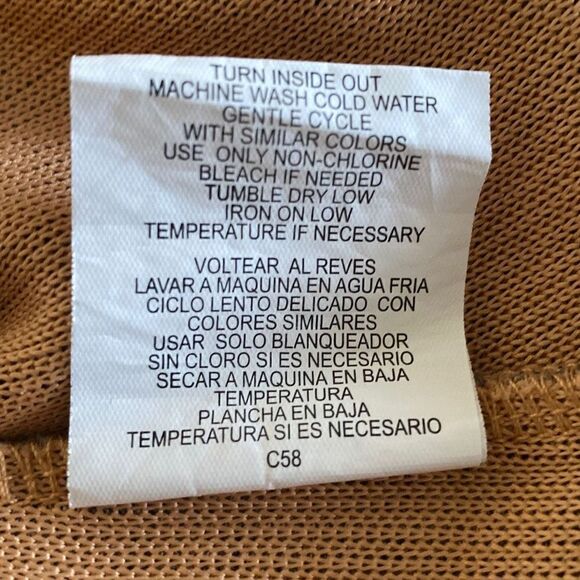 TURN INSIDE OUT
MACHINE WASH COLD WATER
GENTLE CYCLE
WITH SIMILAR COLORS
USE ONLY NON-CHLORINE
BLEACH IF NEEDED
TUMBLE DRY LOW
IRON ON LOW
TEMPERATURE IF NECESSARY
VOLTEAR AL REVES
LAVAR A MAQUINA EN AGUA FRIA
CICLO LENTO DELICADO CON
COLORES SIMILARES
USAR SOLO BLANQUEADOR
SIN CLORO SI ES NECESARIO
SECAR A MAQUINA EN BAJA
TEMPERATURA
PLANCHA EN BAJA
TEMPERATURA SI ES NECESARIO
C58